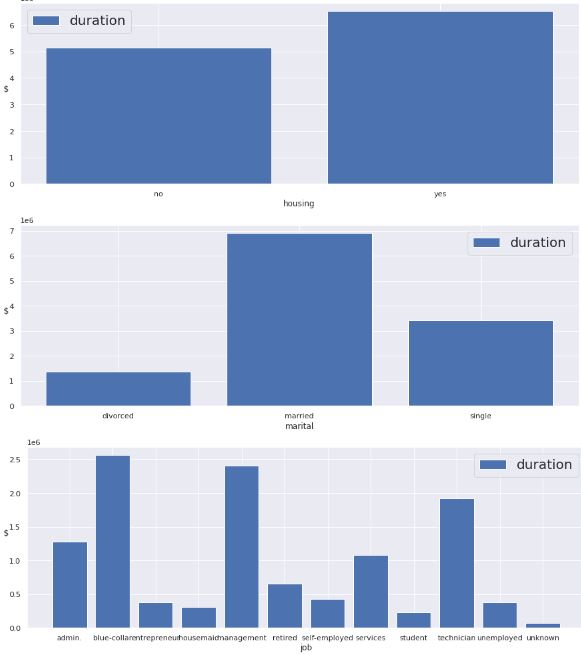 duration
6
5
4
$
3
2
1
0
no yes
housing
1e6
7
duration
6
5
$ 4
3
2
1
0
divorced married single
marital
1e6
2.5
duration
2.0
$ 1.5
1.0
0.5
0.0
admin. blue-collar entrepreneur housemaid management retired self-employed services student technician unemployed unknown
job